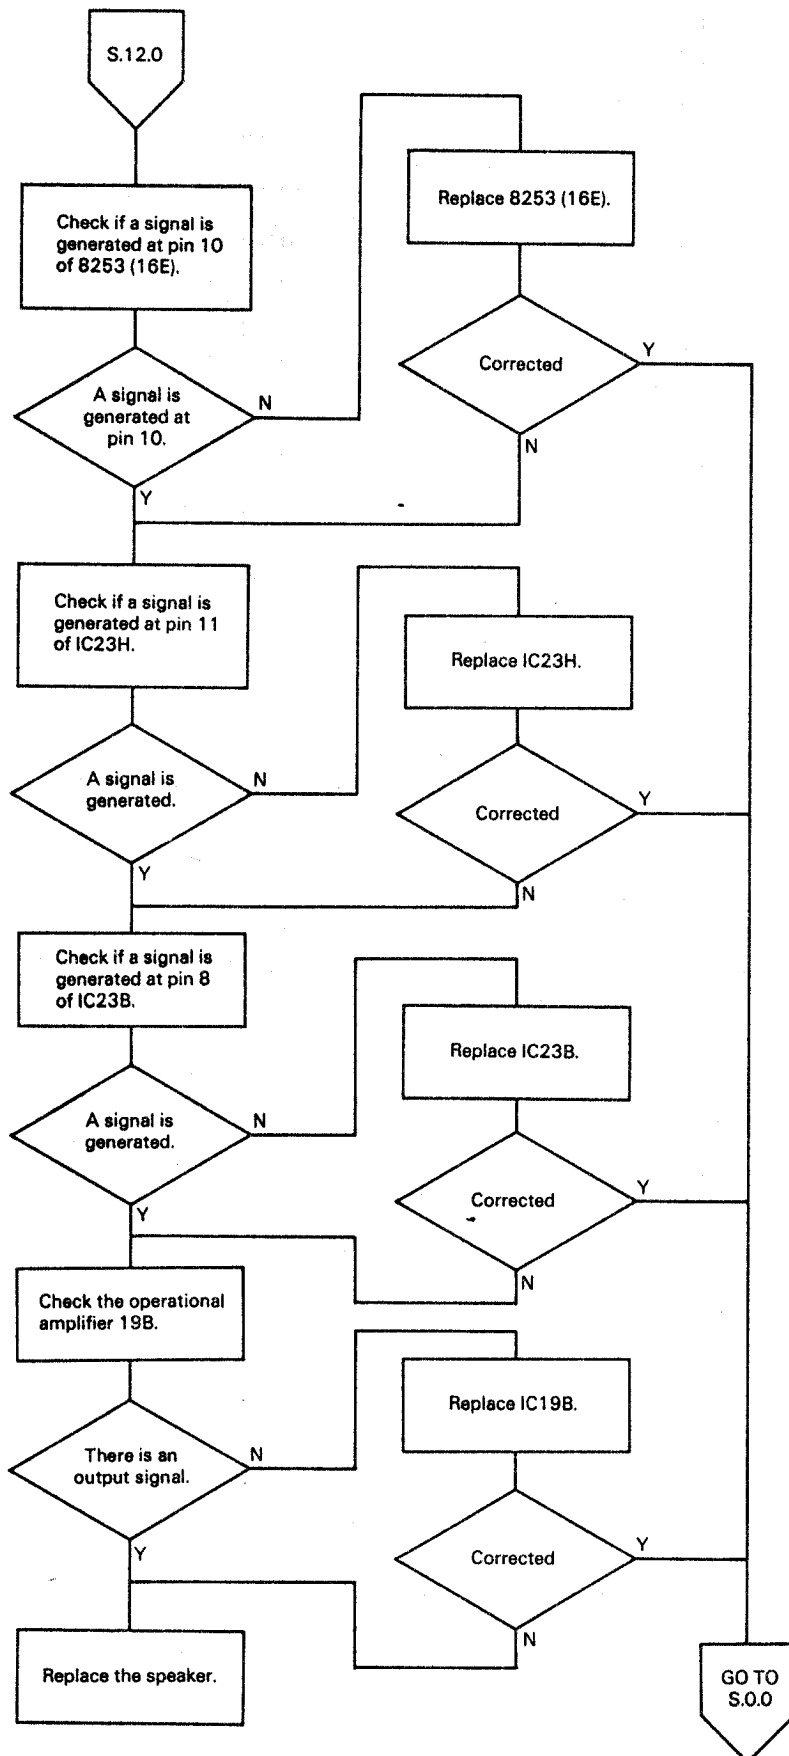 S.12.0
Check if a signal is
generated at pin 10
of 8253 (16E).
Replace 8253 (16E).
A signal is
generated at
pin 10.
N
Y
Corrected
Y
N
Check if a signal is
generated at pin 11
of IC23H.
Replace IC23H.
A signal is
generated.
N
Y
Corrected
Y
N
Check if a signal is
generated at pin 8
of IC23B.
Replace IC23B.
A signal is
generated.
N
Y
Corrected
Y
N
Check the operational
amplifier 19B.
Replace IC19B.
There is an
output signal.
N
Y
Corrected
Y
N
Replace the speaker.
GO TO
S.0.0